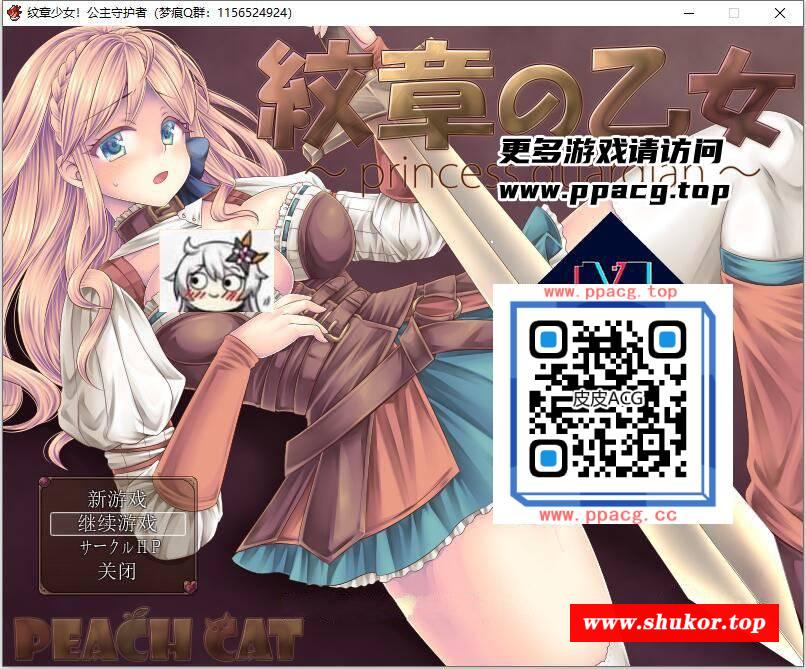 纹章少女！公主守护者（梦痕Q群：1156524924）
紋章の乙女
～ princess guardian ～
更多游戏请访问
www.ppacg.top
www.ppacg.top
皮皮ACG
www.ppacg.cc
新游戏
继续游戏
サークルHP
关闭
PEACH CAT
www.shukor.top